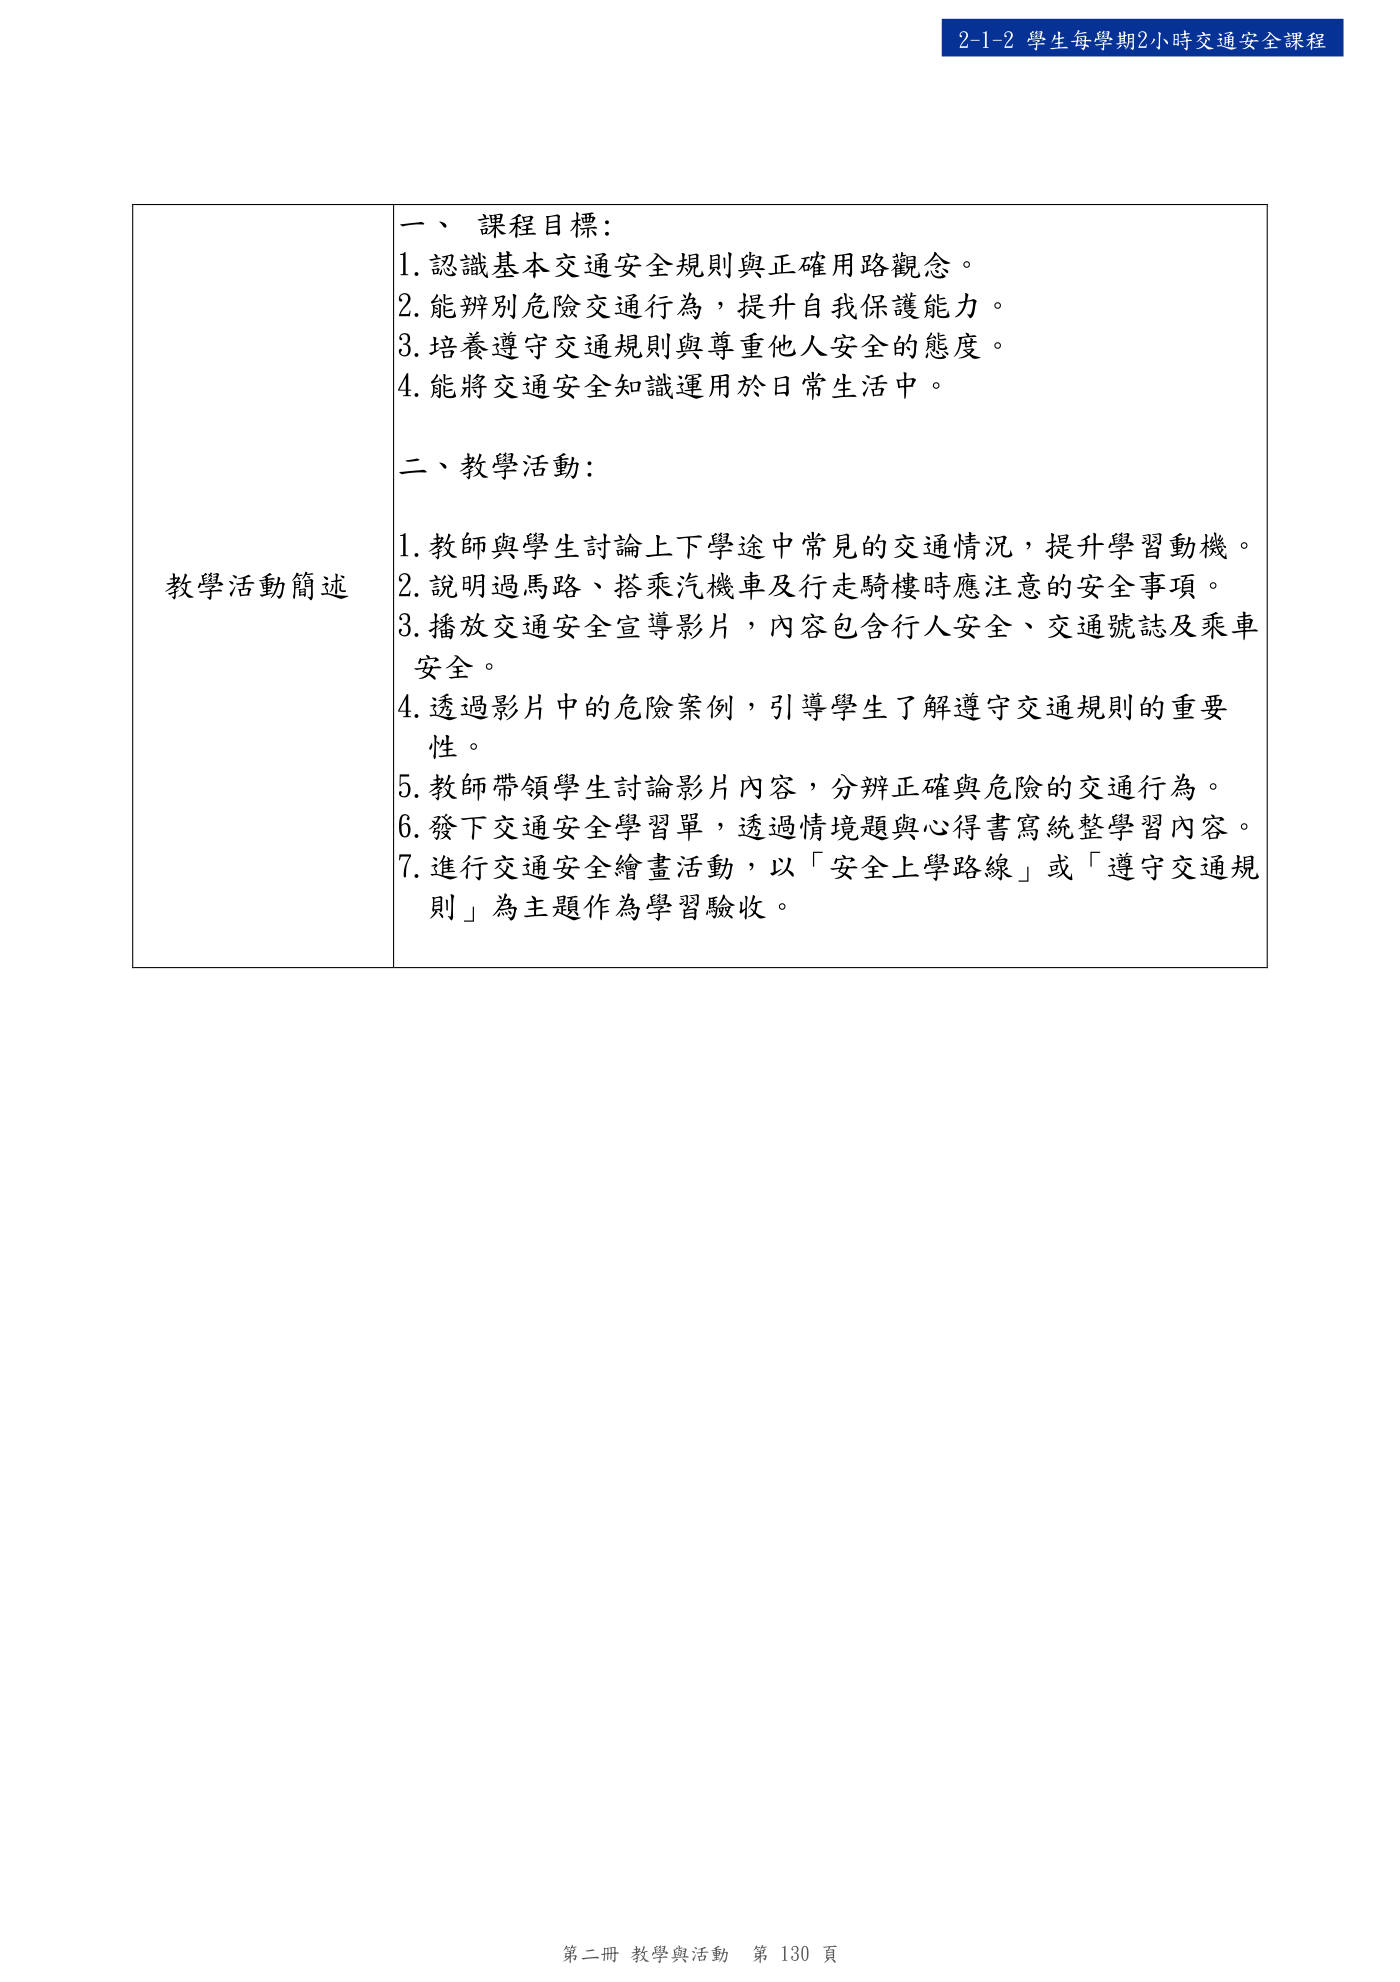 2-1-2 學生每學期2小時交通安全課程
一、 課程目標:
1.認識基本交通安全規則與正確用路觀念。
2.能辨別危險交通行為，提升自我保護能力。
3.培養遵守交通規則與尊重他人安全的態度。
4.能將交通安全知識運用於日常生活中。
二、教學活動:
1.教師與學生討論上下學途中常見的交通情況，提升學習動機。
教學活動簡述
2.說明過馬路、搭乘汽機車及行走騎樓時應注意的安全事項。
3.播放交通安全宣導影片，內容包含行人安全、交通號誌及乘車
安全。
4.透過影片中的危險案例，引導學生了解遵守交通規則的重要
性。
5.教師帶領學生討論影片內容，分辨正確與危險的交通行為。
6.發下交通安全學習單，透過情境題與心得書寫統整學習內容。
7.進行交通安全繪畫活動，以「安全上學路線」或「遵守交通規
則」為主題作為學習驗收。
第二冊 教學與活動 第 130 頁